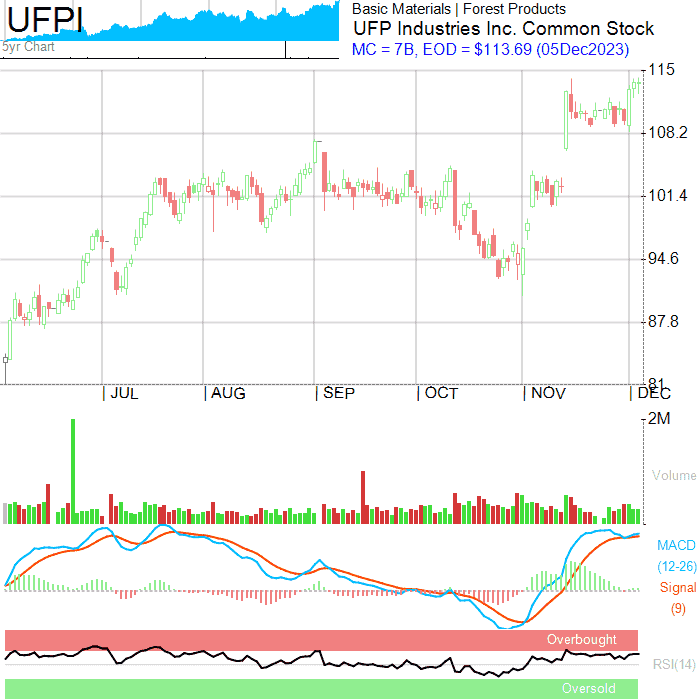 UFPI
5yr Chart
Basic Materials | Forest Products
UFP Industries Inc. Common Stock
MC = 7B, EOD = $113.69 (05Dec2023)
115
108.2
101.4
94.6
87.8
81
| JUL | AUG | SEP | OCT | NOV | DEC
2M
Volume
MACD
(12-26)
Signal
(9)
Overbought
RSI(14)
Oversold